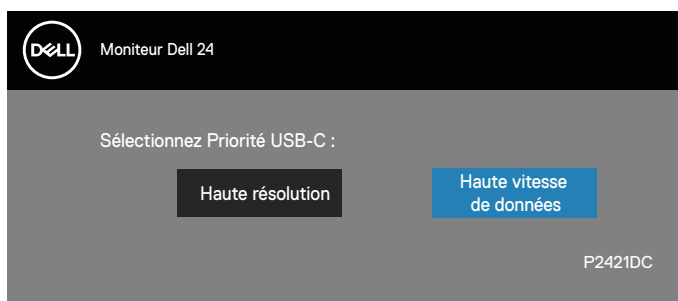 DELL
Moniteur Dell 24
Sélectionnez Priorité USB-C :
Haute résolution
Haute vitesse
de données
P2421DC